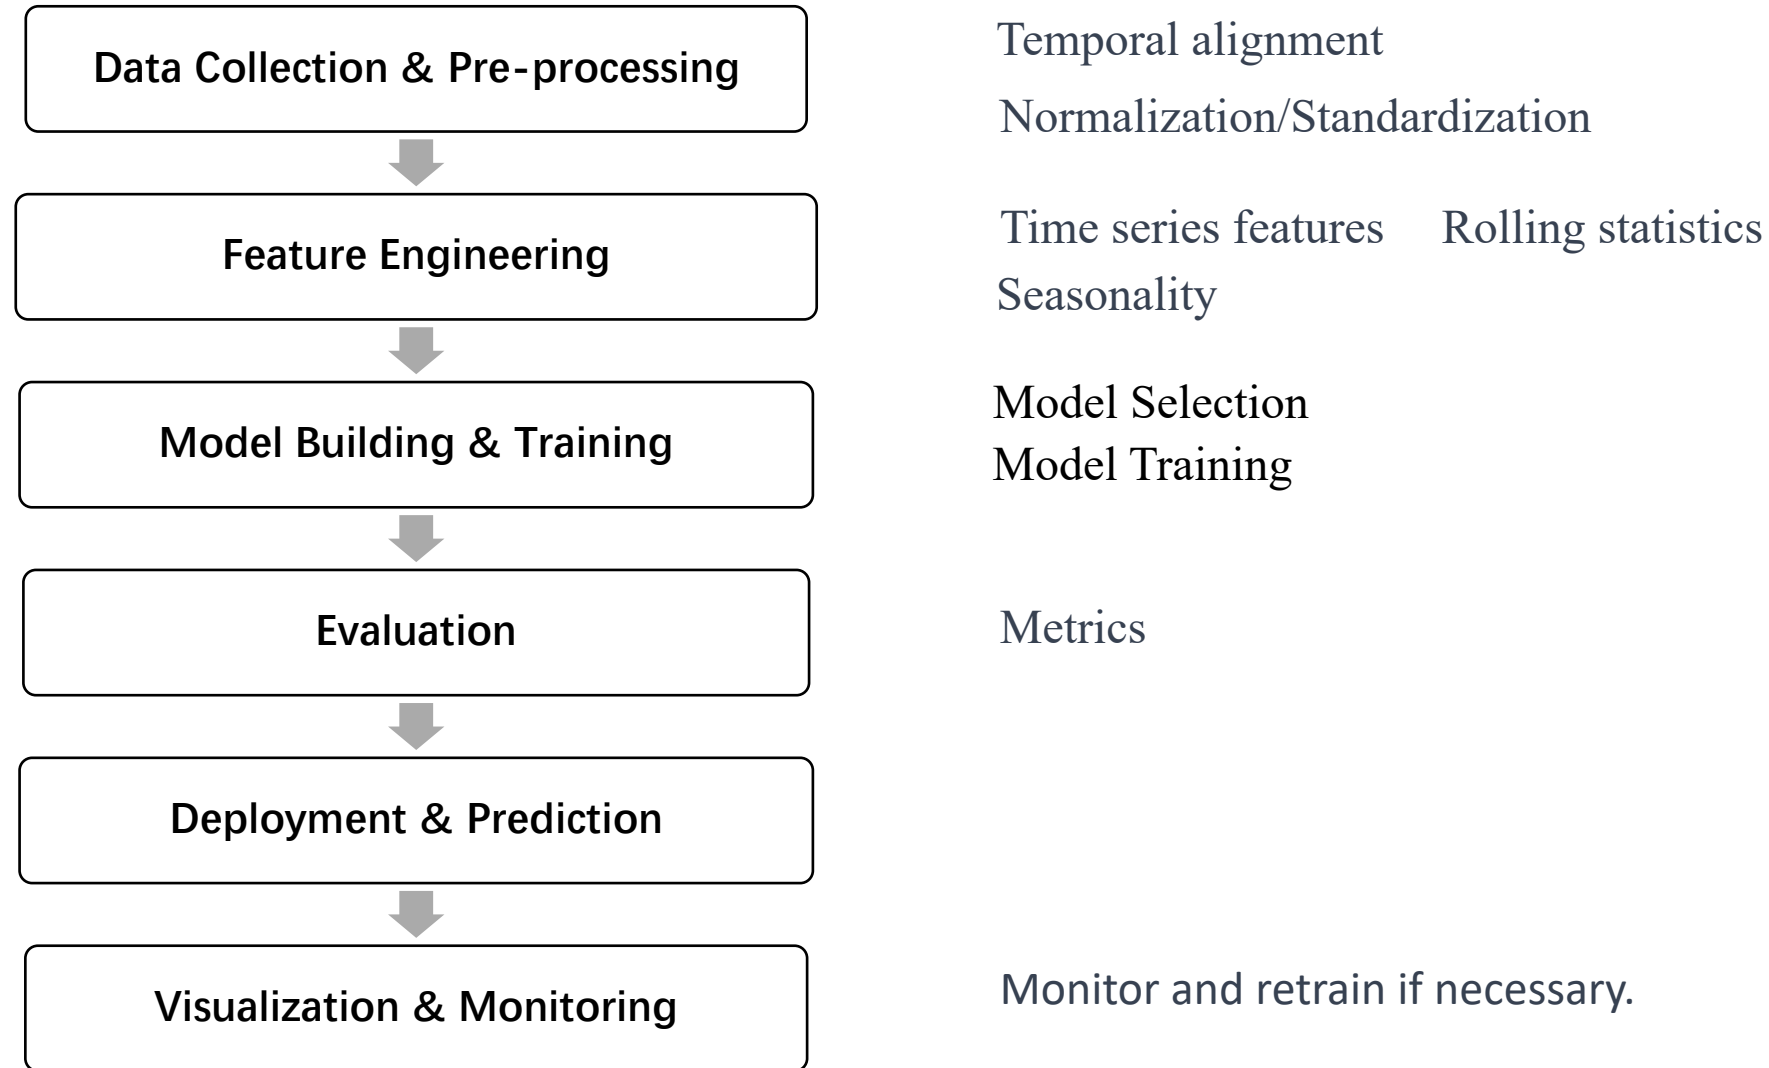 Data Collection & Pre-processing
Temporal alignment
Normalization/Standardization
Feature Engineering
Time series features Rolling statistics
Seasonality
Model Building & Training
Model Selection
Model Training
Evaluation
Metrics
Deployment & Prediction
Visualization & Monitoring
Monitor and retrain if necessary.